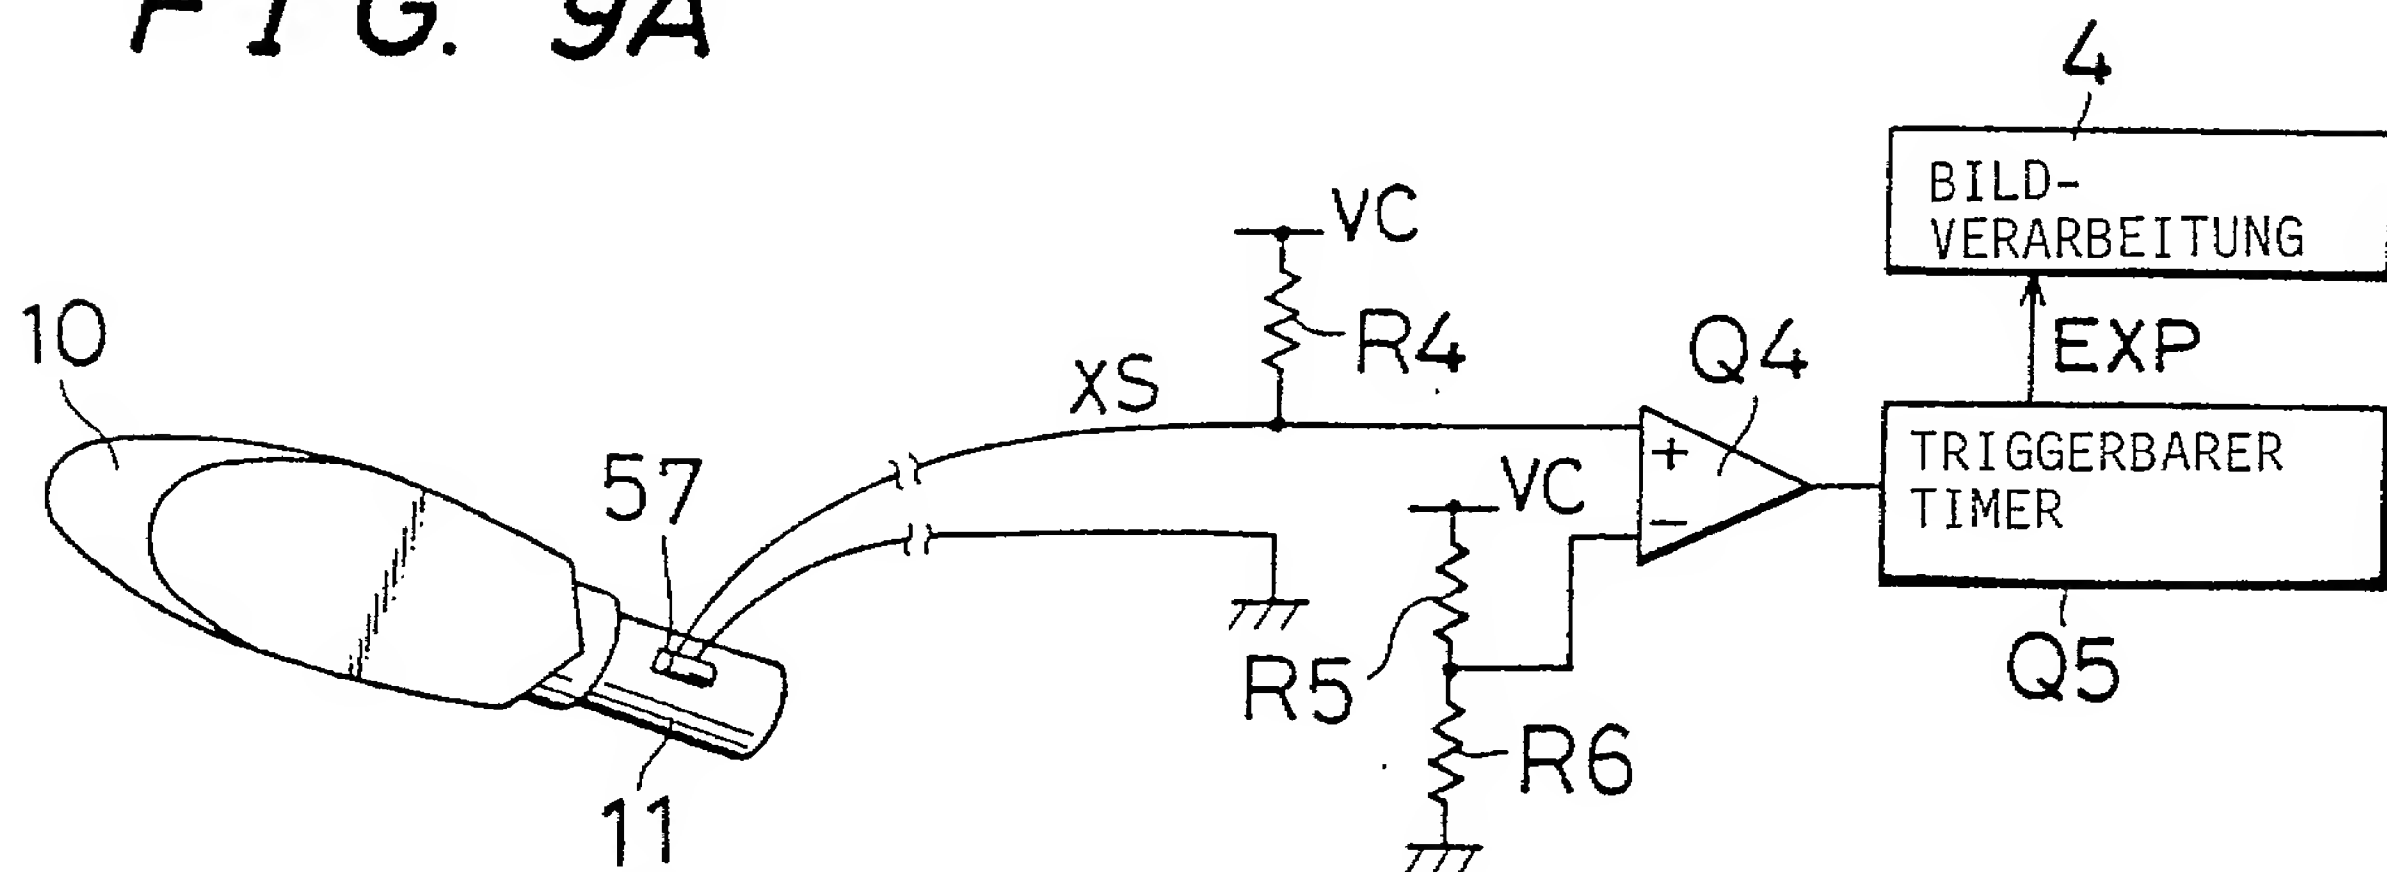 FIG. 9A
4
BILD-
VERARBEITUNG
VC
10
R4
EXP
Q4
XS
57
VC
+
−
TRIGGERBARER
TIMER
R5
Q5
R6
11